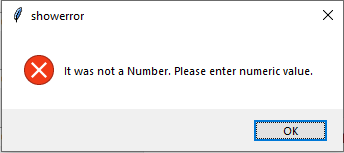 showerror
It was not a Number. Please enter numeric value.
OK